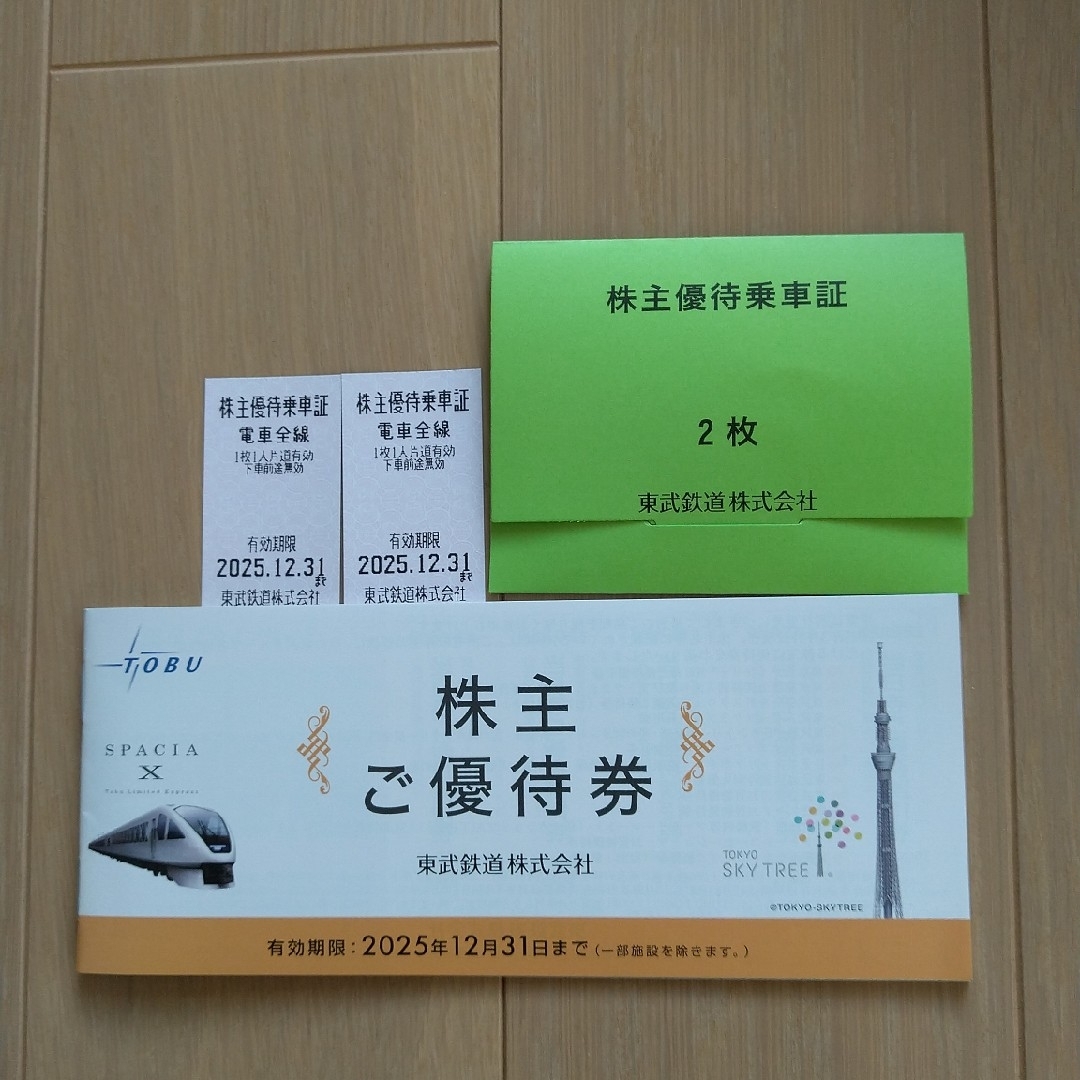 株主優待乗車証
2枚
東武鉄道株式会社
株主優待乗車証
電車全線
1枚1人片道有効
下車前途無効
有効期限
2025.12.31
まで
東武鉄道株式会社
株主優待乗車証
電車全線
1枚1人片道有効
下車前途無効
有効期限
2025.12.31
まで
東武鉄道株式会社
TOBU
SPACIA
X
Tobu Limited Express
株主
ご優待券
東武鉄道株式会社
TOKYO
SKYTREE
©TOKYO-SKYTREE
有効期限:2025年12月31日まで(一部施設を除きます。)